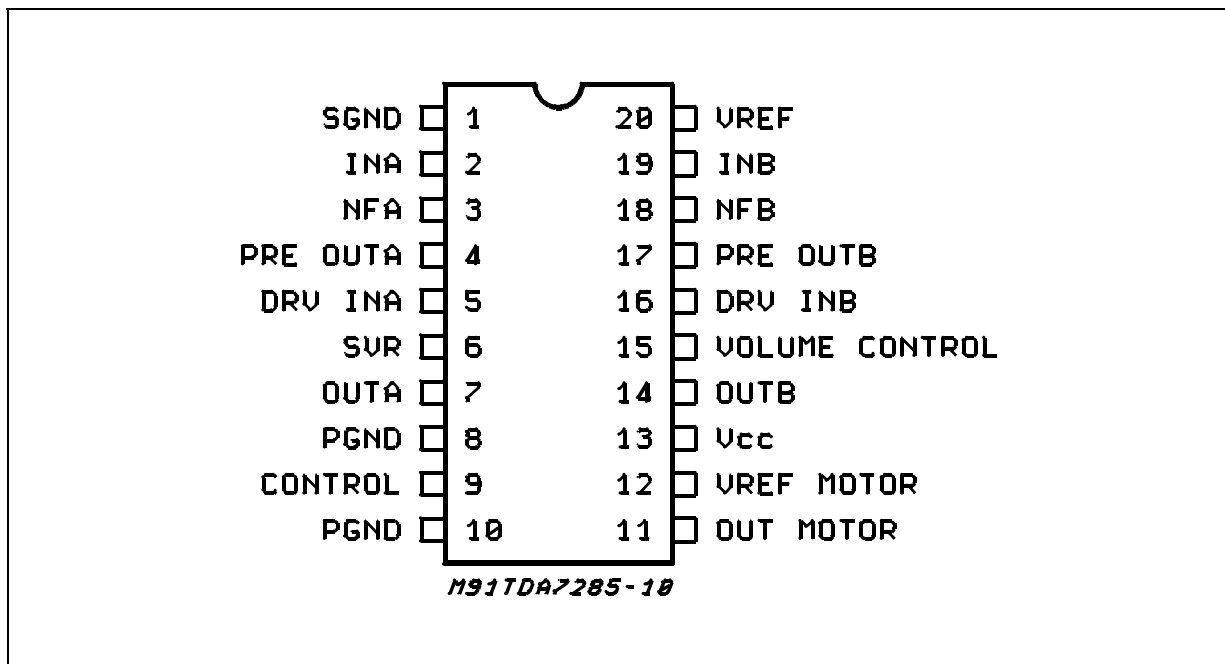 SGND 1 20 VREF
INA 2 19 INB
NFA 3 18 NFB
PRE OUTA 4 17 PRE OUTB
DRV INA 5 16 DRV INB
SVR 6 15 VOLUME CONTROL
OUTA 7 14 OUTB
PGND 8 13 Vcc
CONTROL 9 12 VREF MOTOR
PGND 10 11 OUT MOTOR
M91TDA7285-10